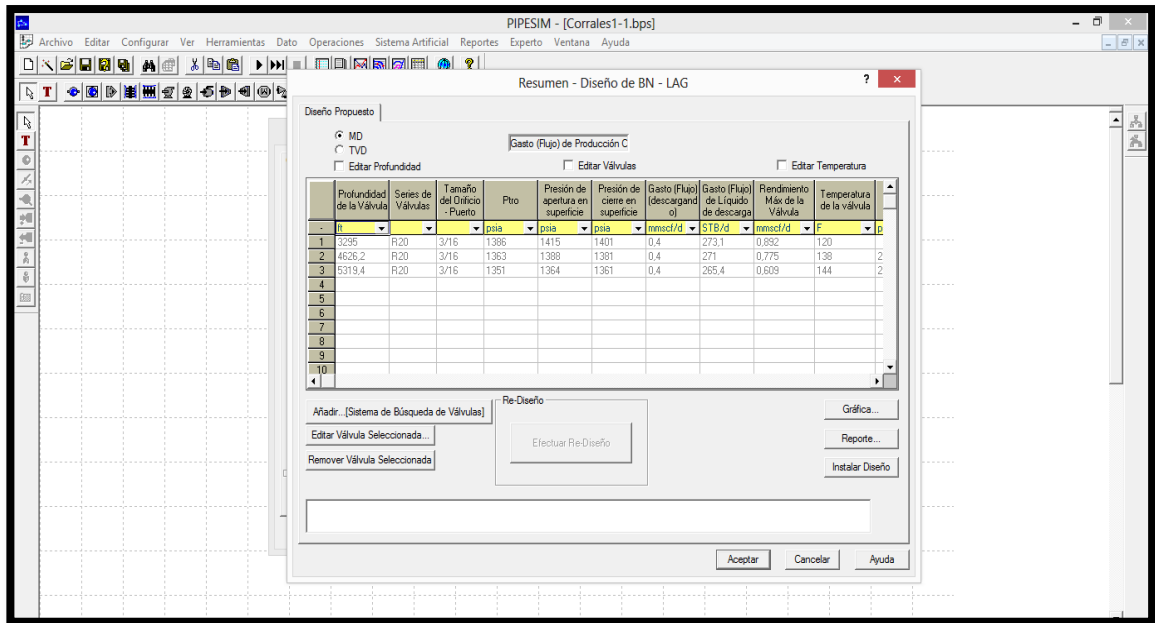 PIPESIM - [Corrales1-1.bps]
Archivo Editar Configurar Ver Herramientas Dato Operaciones Sistema Artificial Reportes Experto Ventana Ayuda
Resumen - Diseño de BN - LAG
Diseño Propuesto
MD
TVD
Gasto (Flujo) de Producción C
Editar Profundidad
Editar Válvulas
Editar Temperatura
Profundidad de la Válvula Series de Válvulas Tamaño del Orificio - Puerto Ptro Presión de apertura en superficie Presión de cierre en superficie Gasto (Flujo) (descargando) Gasto (Flujo) de Líquido de descarga Rendimiento Máx de la Válvula Temperatura de la válvula
- ft psia psia psia mmscf/d STB/d mmscf/d F p
1 3295 R20 3/16 1386 1415 1401 0,4 273,1 0,892 120
2 4626,2 R20 3/16 1363 1388 1381 0,4 271 0,775 138 2
3 5319,4 R20 3/16 1351 1364 1361 0,4 265,4 0,609 144 2
4
5
6
7
8
9
10
Añadir...[Sistema de Búsqueda de Válvulas]
Re-Diseño
Gráfica...
Editar Válvula Seleccionada...
Efectuar Re-Diseño
Reporte...
Remover Válvula Seleccionada
Instalar Diseño
Aceptar
Cancelar
Ayuda